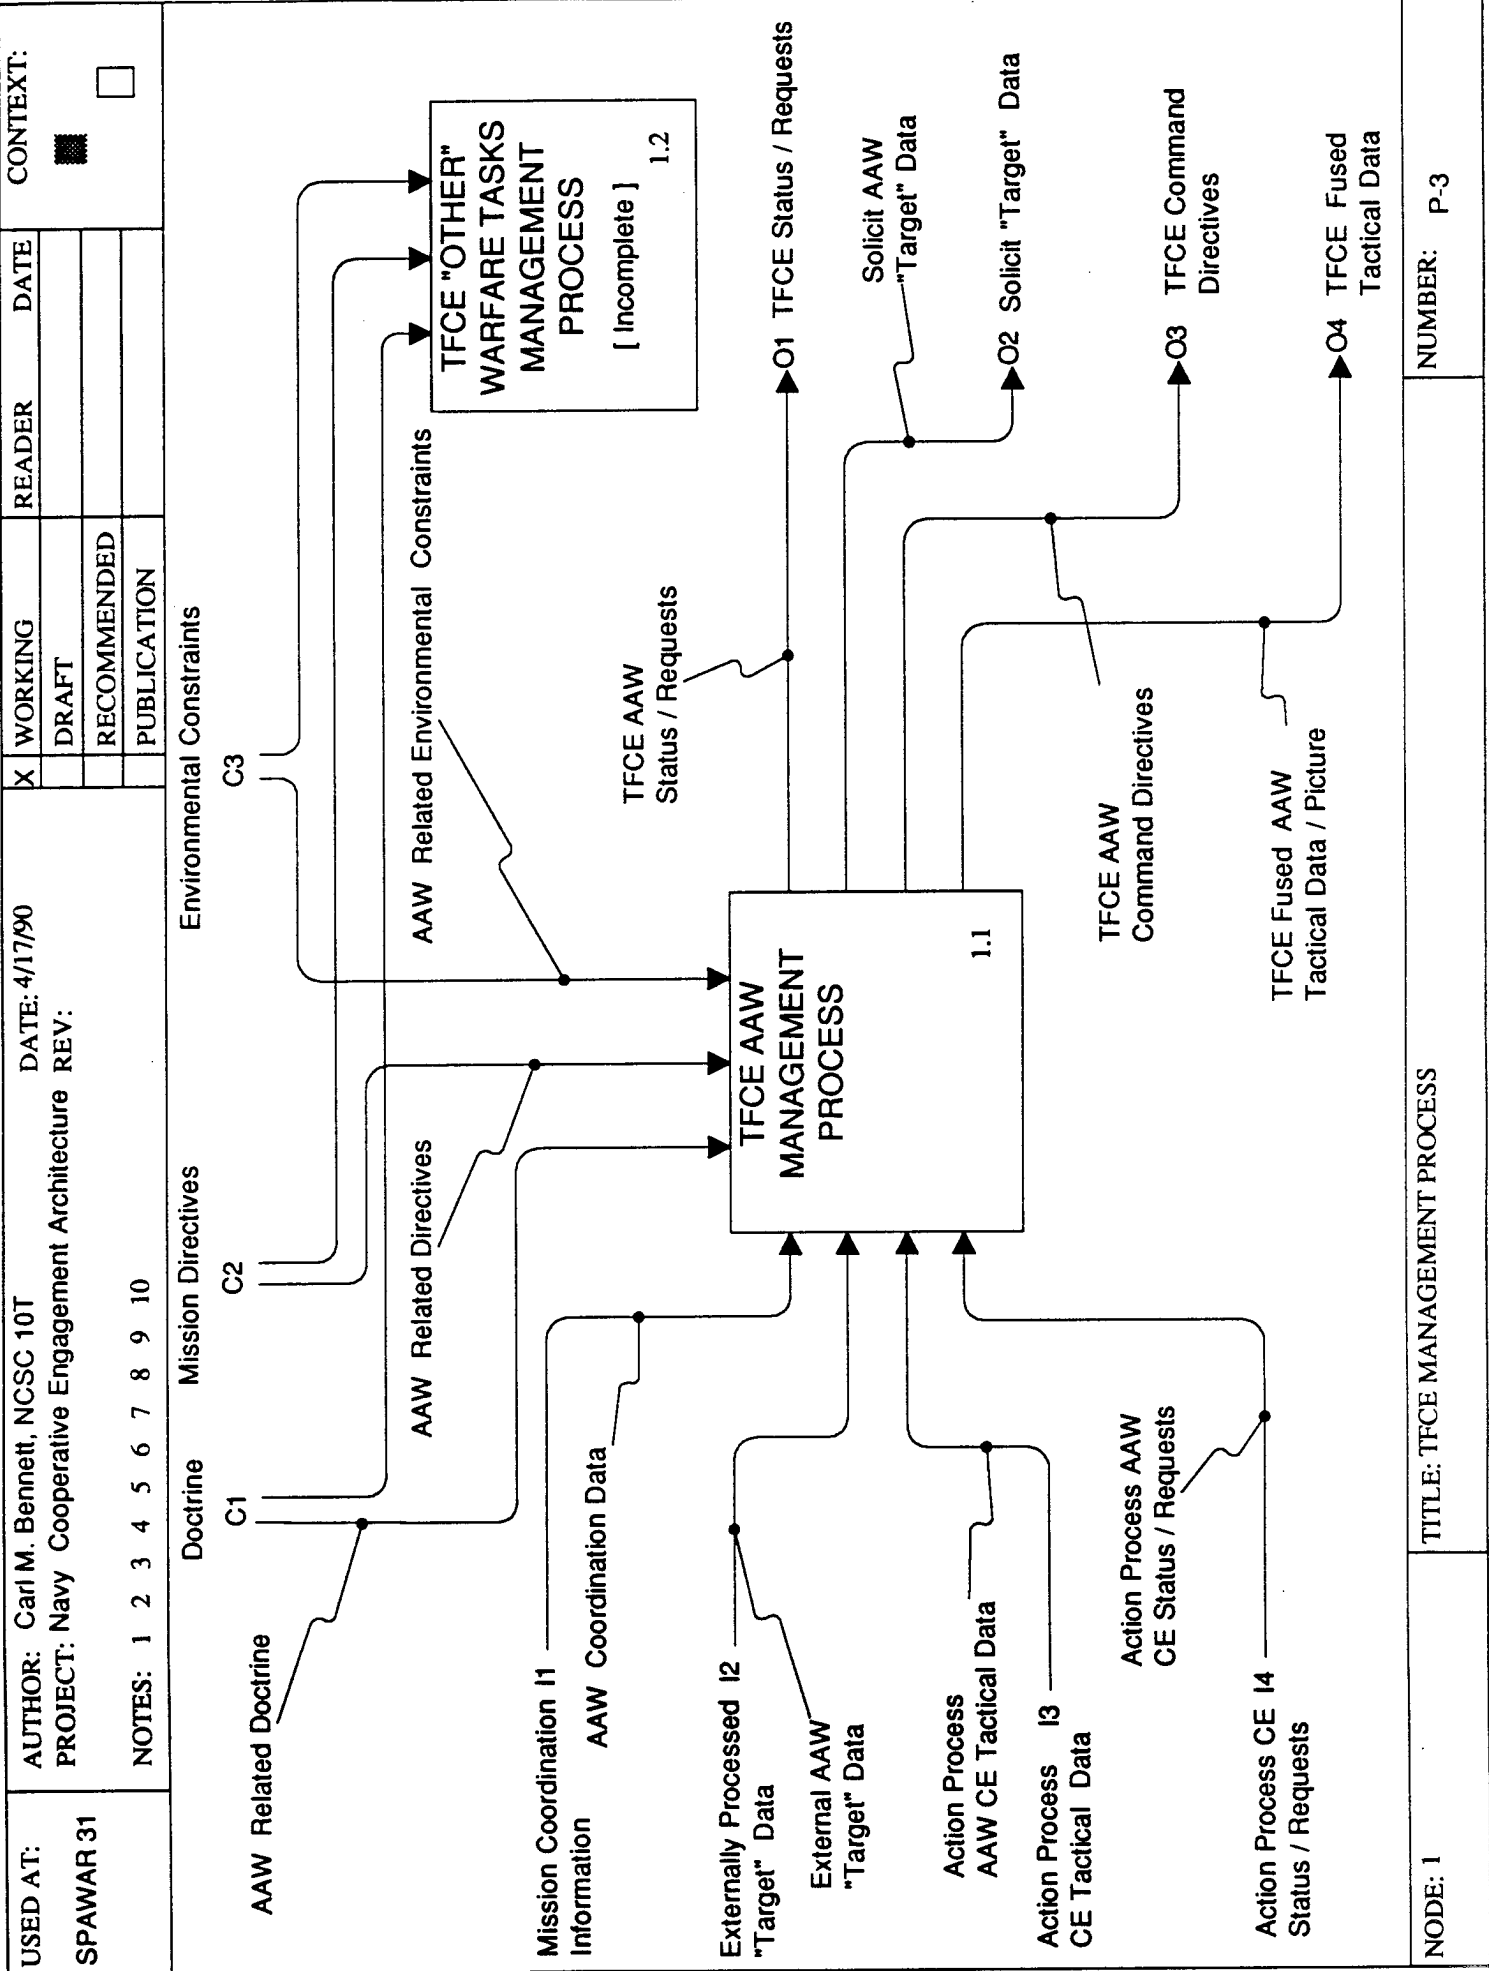 USED AT:
SPAWAR 31
AUTHOR: Carl M. Bennett, NCSC 10T
DATE: 4/17/90
PROJECT: Navy Cooperative Engagement Architecture
REV:
NOTES: 1 2 3 4 5 6 7 8 9 10
X WORKING
DRAFT
RECOMMENDED
PUBLICATION
READER
DATE
CONTEXT:
Doctrine
C1
Mission Directives
C2
Environmental Constraints
C3
AAW Related Doctrine
AAW Related Directives
AAW Related Environmental Constraints
TFCE "OTHER"
WARFARE TASKS
MANAGEMENT
PROCESS
[ Incomplete ]
1.2
Mission Coordination I1
Information
AAW Coordination Data
TFCE AAW
Status / Requests
O1 TFCE Status / Requests
Externally Processed I2
"Target" Data
External AAW
"Target" Data
TFCE AAW
MANAGEMENT
PROCESS
1.1
Solicit AAW
"Target" Data
O2 Solicit "Target" Data
Action Process
AAW CE Tactical Data
Action Process I3
CE Tactical Data
TFCE AAW
Command Directives
O3 TFCE Command
Directives
Action Process AAW
CE Status / Requests
Action Process CE I4
Status / Requests
TFCE Fused AAW
Tactical Data / Picture
O4 TFCE Fused
Tactical Data
NODE: 1
TITLE: TFCE MANAGEMENT PROCESS
NUMBER: P-3